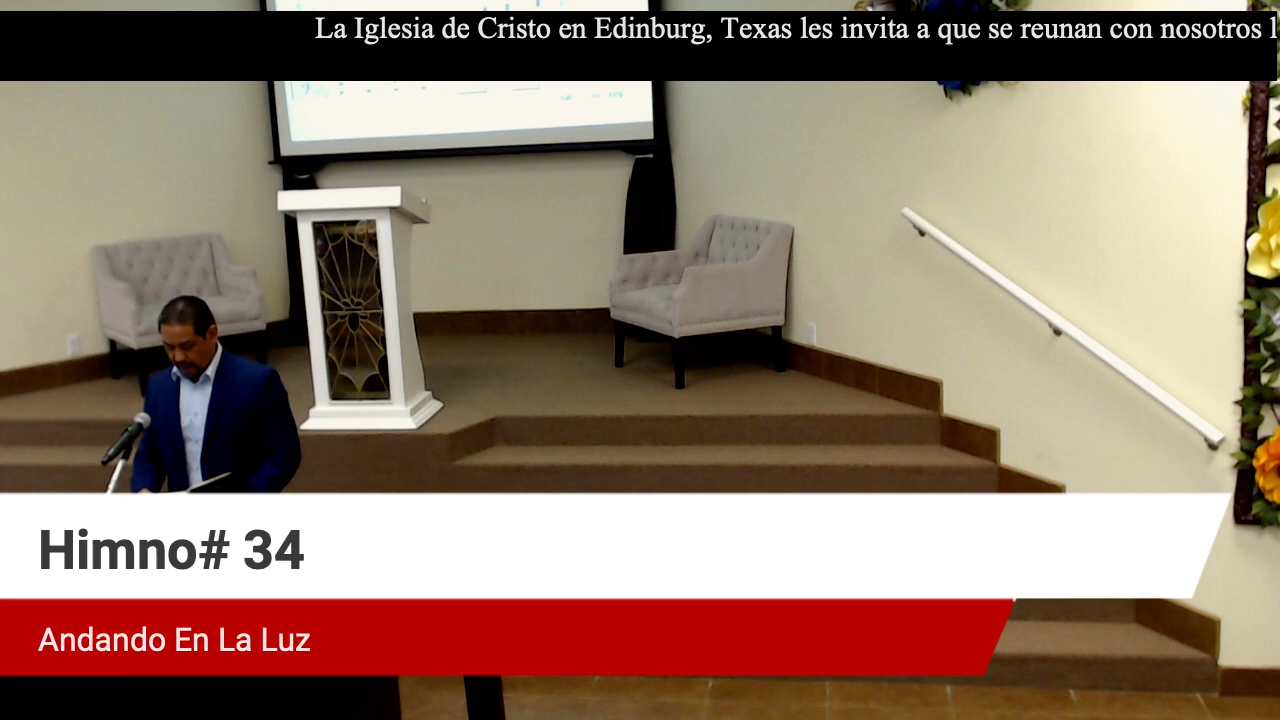 La Iglesia de Cristo en Edinburg, Texas les invita a que se reunan con nosotros
Himno# 34
Andando En La Luz